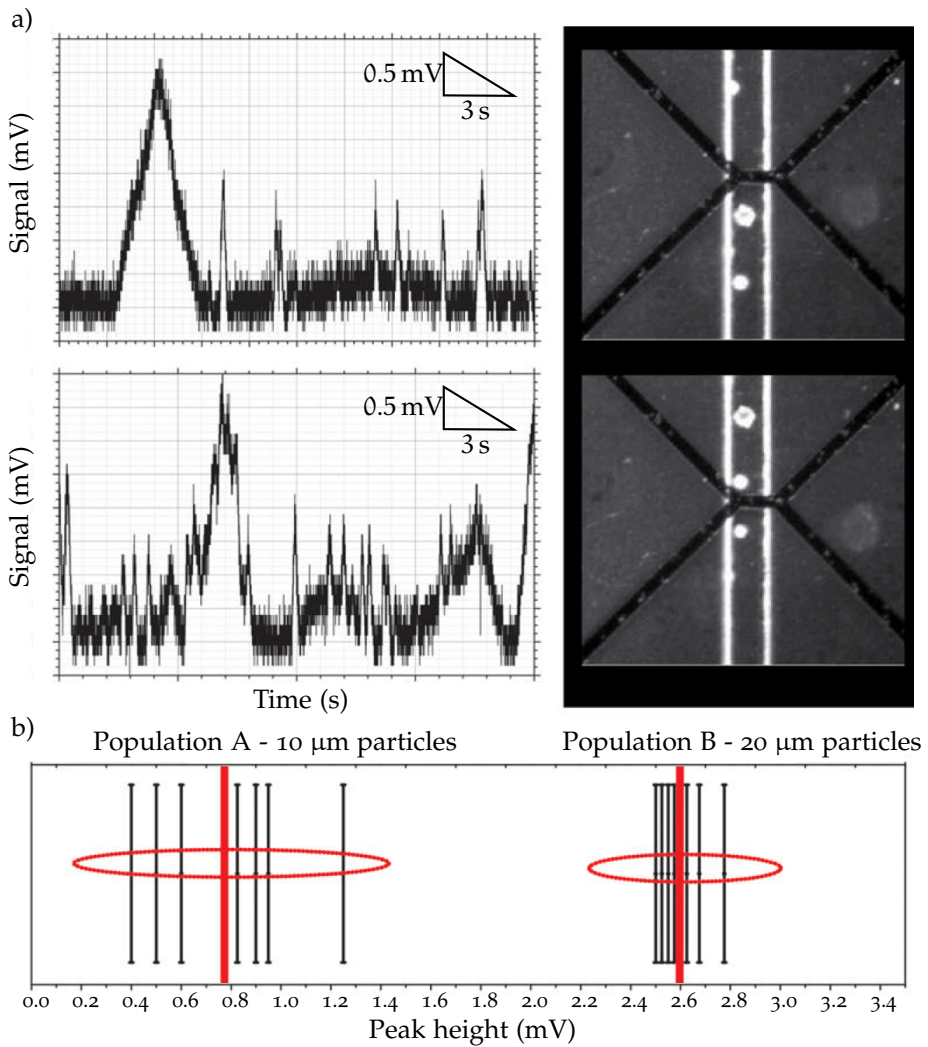 a)
Signal (mV)
0.5 mV
3 s
Signal (mV)
0.5 mV
3 s
Time (s)
b)
Population A - 10 µm particles
Population B - 20 µm particles
0.0 0.2 0.4 0.6 0.8 1.0 1.2 1.4 1.6 1.8 2.0 2.2 2.4 2.6 2.8 3.0 3.2 3.4
Peak height (mV)